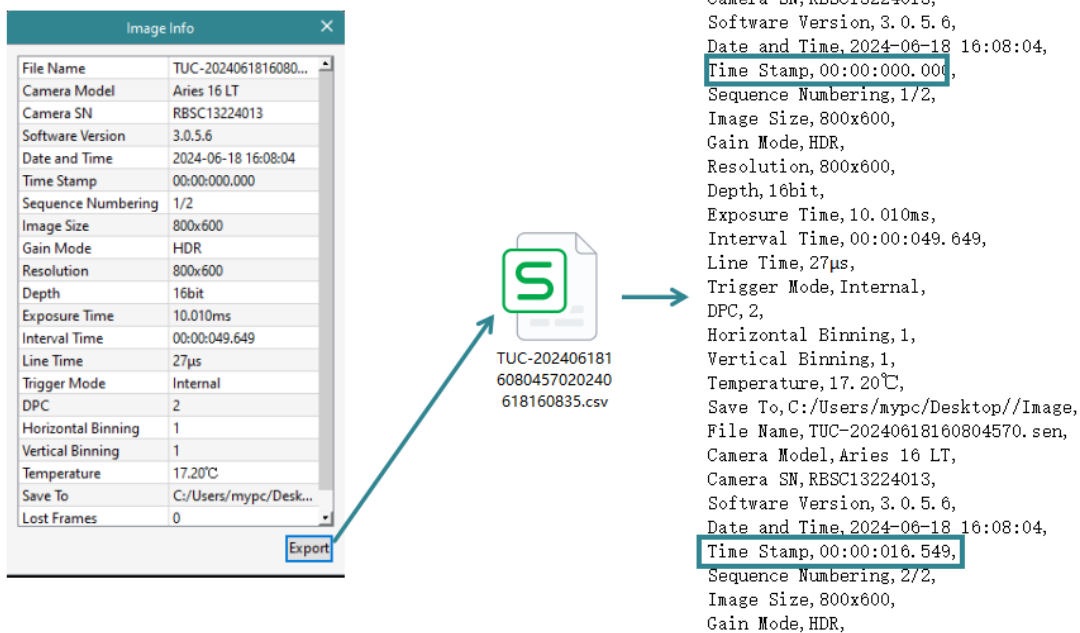 Image Info
File Name TUC-2024061816080...
Camera Model Aries 16 LT
Camera SN RBSC13224013
Software Version 3.0.5.6
Date and Time 2024-06-18 16:08:04
Time Stamp 00:00:000.000
Sequence Numbering 1/2
Image Size 800x600
Gain Mode HDR
Resolution 800x600
Depth 16bit
Exposure Time 10.010ms
Interval Time 00:00:049.649
Line Time 27µs
Trigger Mode Internal
DPC 2
Horizontal Binning 1
Vertical Binning 1
Temperature 17.20℃
Save To C:/Users/mypc/Desk...
Lost Frames 0
Export
S
TUC-202406181
6080457020240
618160835.csv
Camera SN,RBSC13224013,
Software Version,3.0.5.6,
Date and Time,2024-06-18 16:08:04,
Time Stamp,00:00:000.000,
Sequence Numbering,1/2,
Image Size,800x600,
Gain Mode,HDR,
Resolution,800x600,
Depth,16bit,
Exposure Time,10.010ms,
Interval Time,00:00:049.649,
Line Time,27µs,
Trigger Mode,Internal,
DPC,2,
Horizontal Binning,1,
Vertical Binning,1,
Temperature,17.20℃,
Save To,C:/Users/mypc/Desktop//Image,
File Name,TUC-20240618160804570.sen,
Camera Model,Aries 16 LT,
Camera SN,RBSC13224013,
Software Version,3.0.5.6,
Date and Time,2024-06-18 16:08:04,
Time Stamp,00:00:016.549,
Sequence Numbering,2/2,
Image Size,800x600,
Gain Mode,HDR,